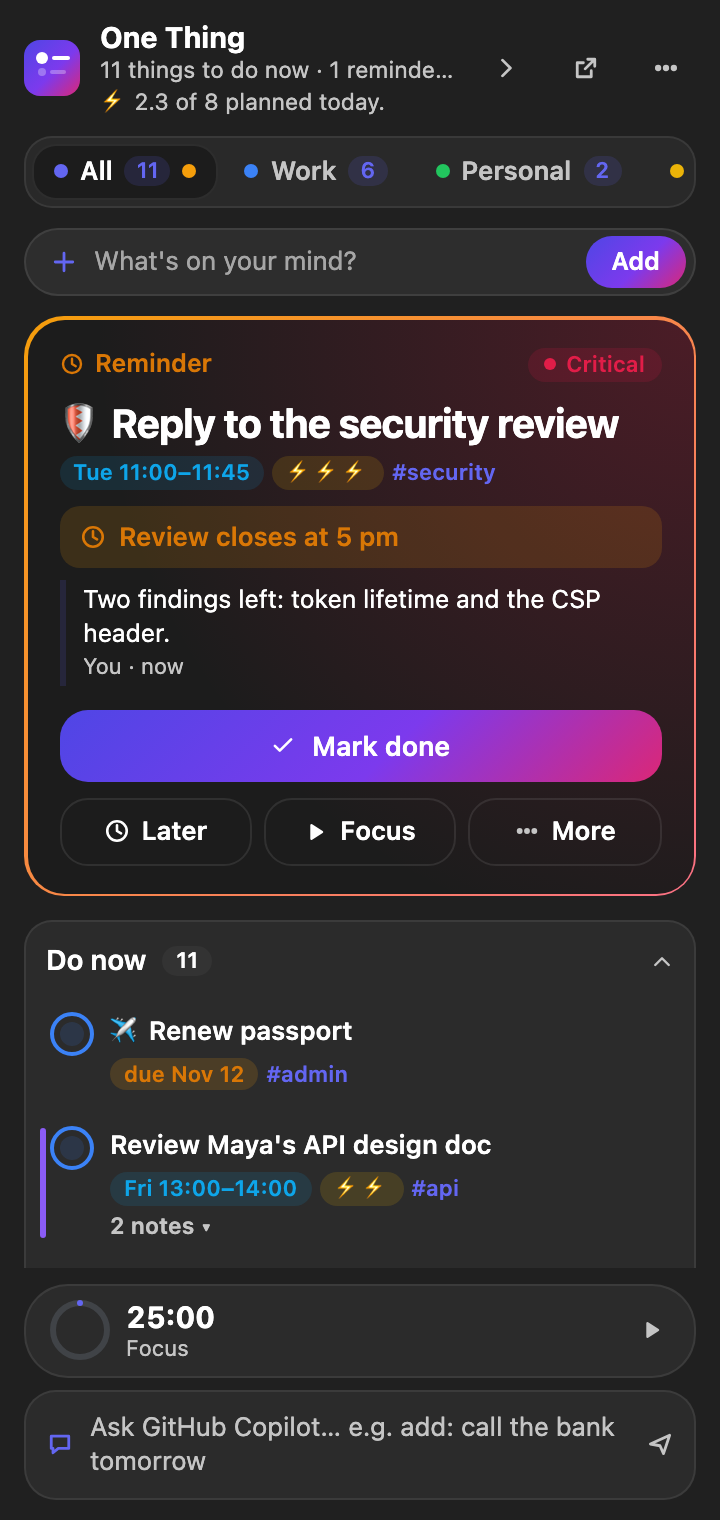 One Thing
11 things to do now · 1 reminde...
⚡ 2.3 of 8 planned today.
All 11
Work 6
Personal 2
What's on your mind?
Add
Reminder
Critical
Reply to the security review
Tue 11:00–11:45 ⚡⚡⚡ #security
Review closes at 5 pm
Two findings left: token lifetime and the CSP
header.
You · now
Mark done
Later
Focus
More
Do now 11
Renew passport
due Nov 12 #admin
Review Maya's API design doc
Fri 13:00–14:00 ⚡⚡ #api
2 notes ▾
25:00
Focus
Ask GitHub Copilot... e.g. add: call the bank
tomorrow